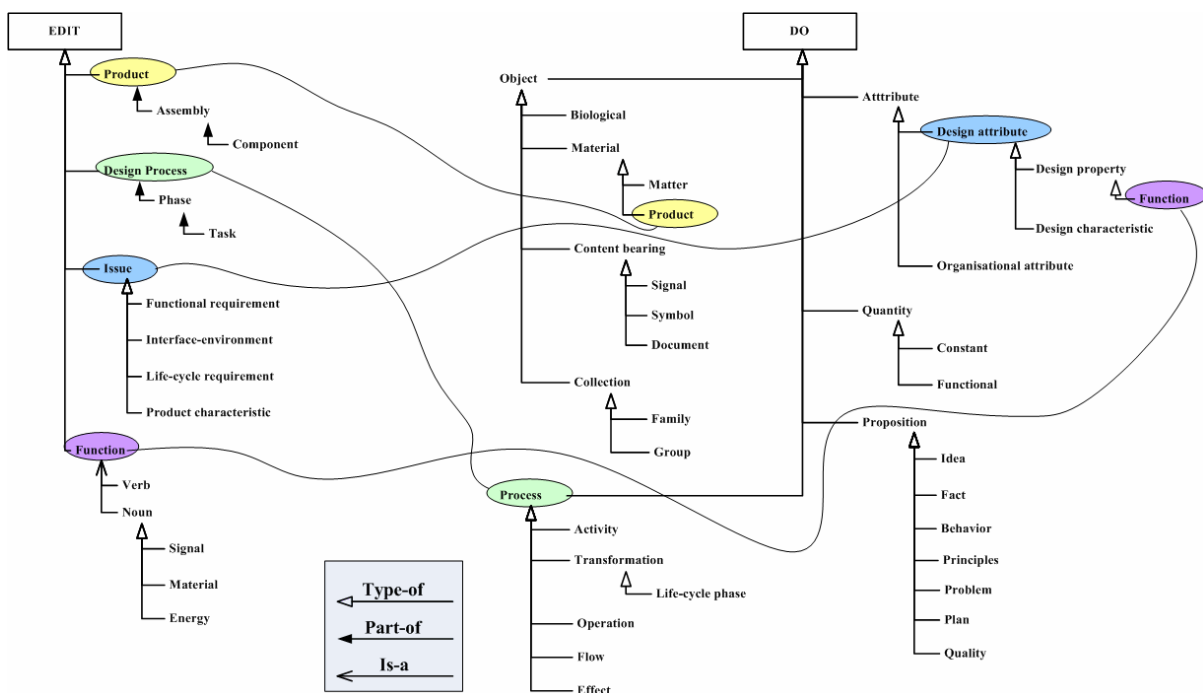 EDIT
Product
Assembly
Component
Design Process
Phase
Task
Issue
Functional requirement
Interface-environment
Life-cycle requirement
Product characteristic
Function
Verb
Noun
Signal
Material
Energy
DO
Object
Biological
Material
Matter
Product
Content bearing
Signal
Symbol
Document
Collection
Family
Group
Process
Activity
Transformation
Life-cycle phase
Operation
Flow
Effect
Atttribute
Design attribute
Design property
Function
Design characteristic
Organisational attribute
Quantity
Constant
Functional
Proposition
Idea
Fact
Behavior
Principles
Problem
Plan
Quality
Type-of
Part-of
Is-a